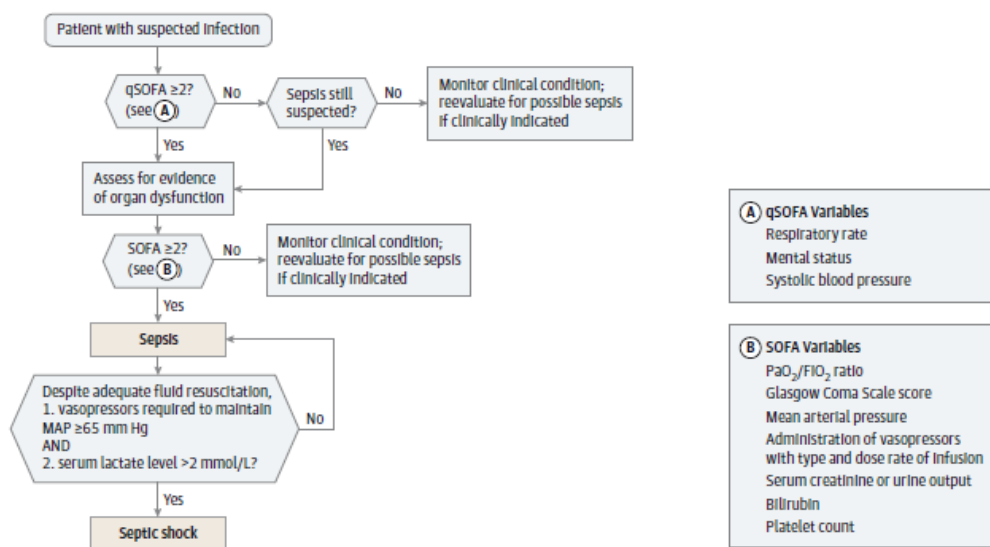 Patient with suspected infection
qSOFA ≥2?
(see A)
No
Sepsis still
suspected?
No
Monitor clinical condition;
reevaluate for possible sepsis
if clinically indicated
Yes
Yes
Assess for evidence
of organ dysfunction
SOFA ≥2?
(see B)
No
Monitor clinical condition;
reevaluate for possible sepsis
if clinically indicated
Yes
Sepsis
Despite adequate fluid resuscitation,
1. vasopressors required to maintain
MAP ≥65 mm Hg
AND
2. serum lactate level >2 mmol/L?
No
Yes
Septic shock
A qSOFA Variables
Respiratory rate
Mental status
Systolic blood pressure
B SOFA Variables
PaO₂/FiO₂ ratio
Glasgow Coma Scale score
Mean arterial pressure
Administration of vasopressors
with type and dose rate of infusion
Serum creatinine or urine output
Bilirubin
Platelet count